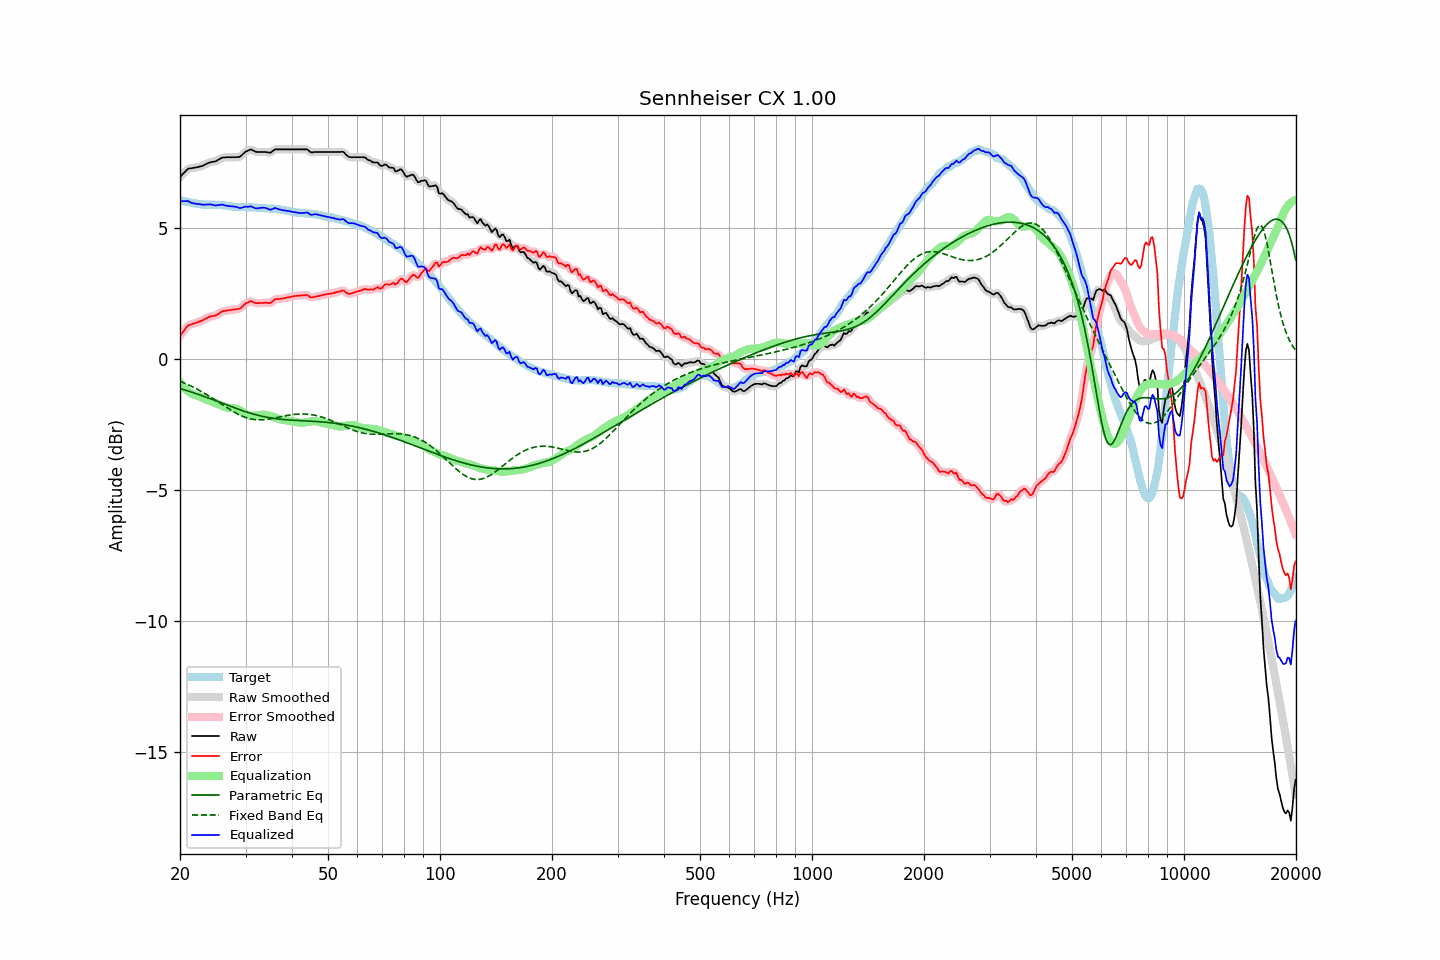 Sennheiser CX 1.00
5
0
−5
−10
−15
Amplitude (dBr)
Target
Raw Smoothed
Error Smoothed
Raw
Error
Equalization
Parametric Eq
Fixed Band Eq
Equalized
20 50 100 200 500 1000 2000 5000 10000 20000
Frequency (Hz)